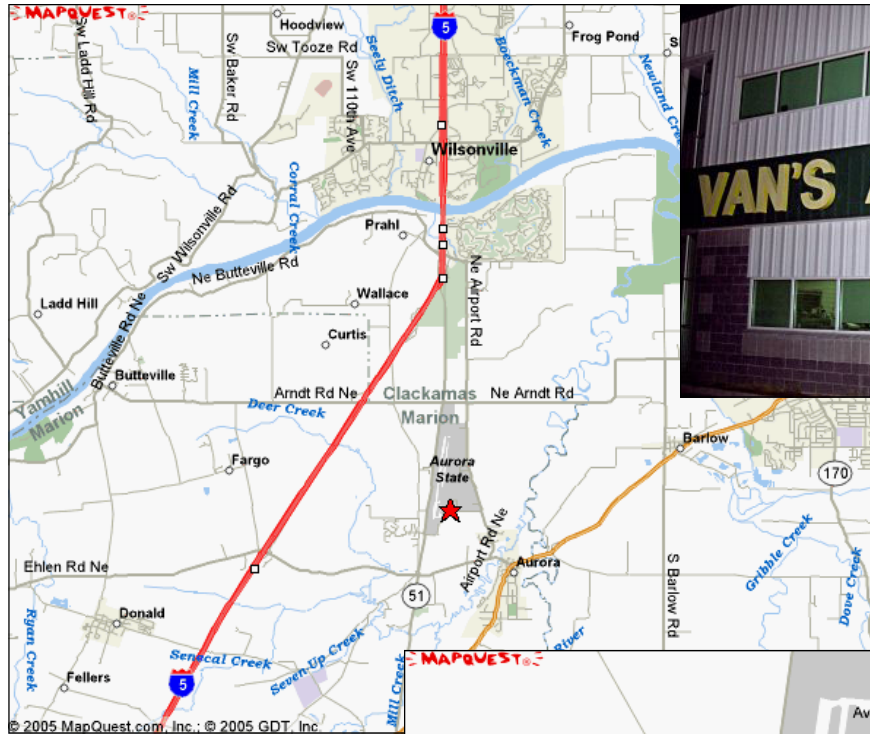 MAPQUEST®
Hoodview
5
Sw Tooze Rd
Frog Pond
S
Sw Ladd Hill Rd
Sw Baker Rd
Mill Creek
Sw 110th Ave
Seely Ditch
Boeckman Creek
Newland Cre
Wilsonville
VAN'S A
Corral Creek
Sw Wilsonville Rd
Prahl
Ne Butteville Rd
Ne Airport Rd
Wallace
Ladd Hill
Butteville Rd Ne
Curtis
Butteville
Arndt Rd Ne
Clackamas
Ne Arndt Rd
Yamhill
Marion
Deer Creek
Marion
Barlow
Fargo
Aurora
State
170
Airport Rd Ne
Gribble Creek
Ehlen Rd Ne
Aurora
51
S Barlow Rd
Dove Creek
Ryan Creek
Donald
River
Senecal Creek
Seven-Up Creek
Mill Creek
Fellers
5
MAPQUEST®
Av
© 2005 MapQuest.com, Inc.; © 2005 GDT, Inc.